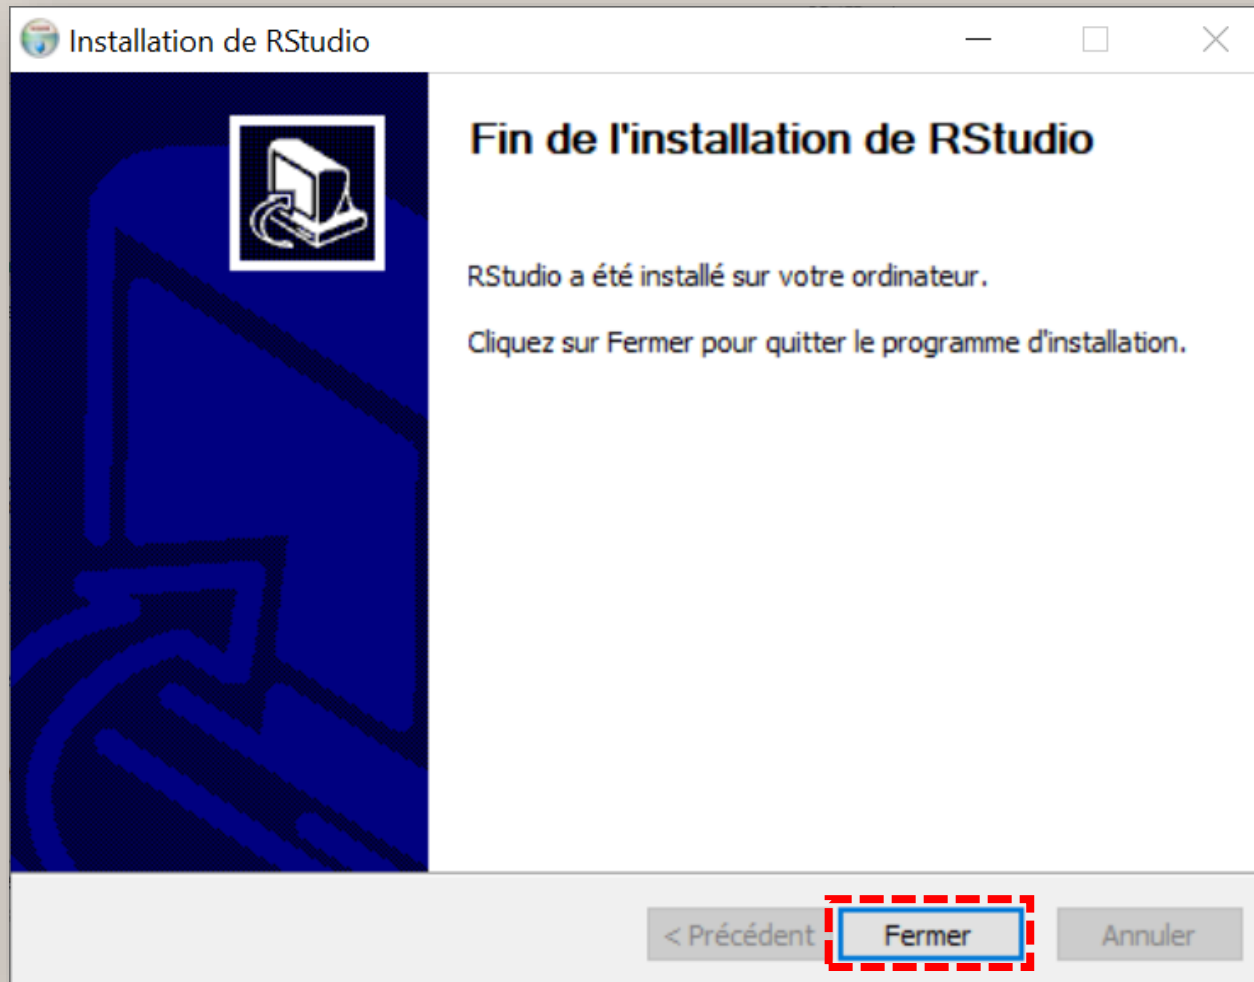 Installation de RStudio
Fin de l'installation de RStudio
RStudio a été installé sur votre ordinateur.
Cliquez sur Fermer pour quitter le programme d'installation.
< Précédent Fermer Annuler